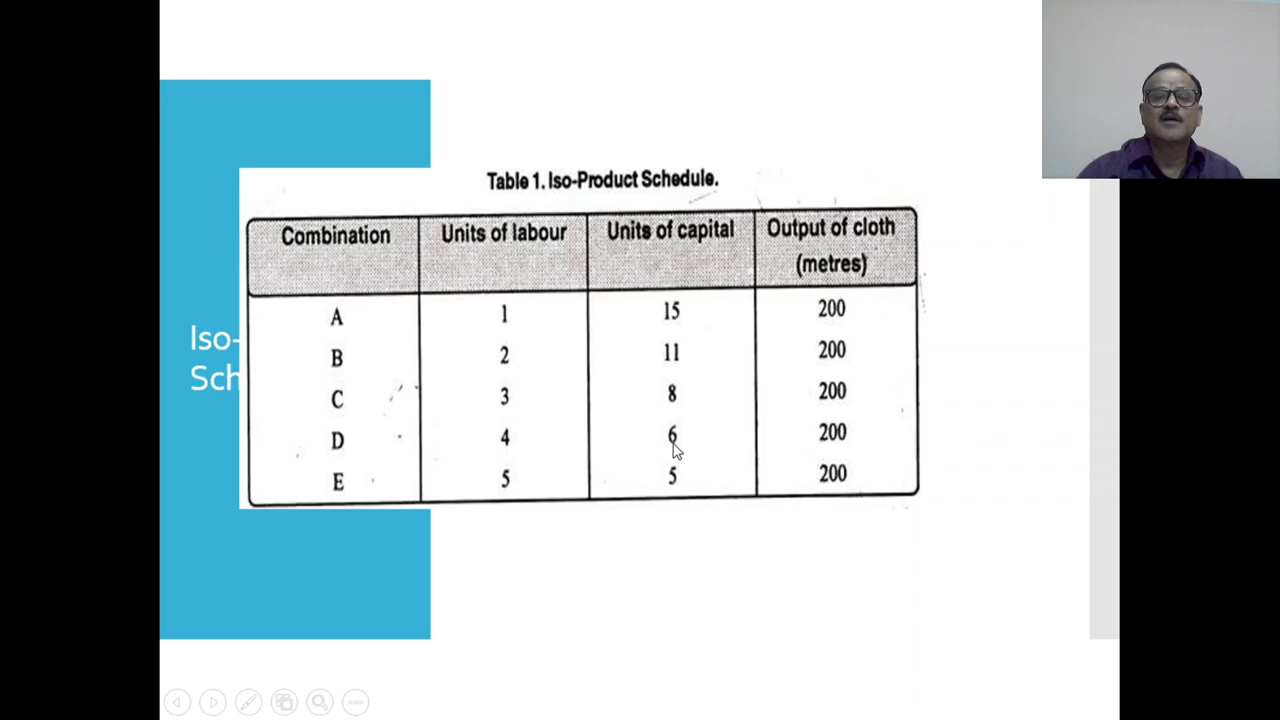 Table 1. Iso-Product Schedule.
Combination Units of labour Units of capital Output of cloth
(metres)
A 1 15 200
B 2 11 200
C 3 8 200
D 4 6 200
E 5 5 200
Iso-
Sch